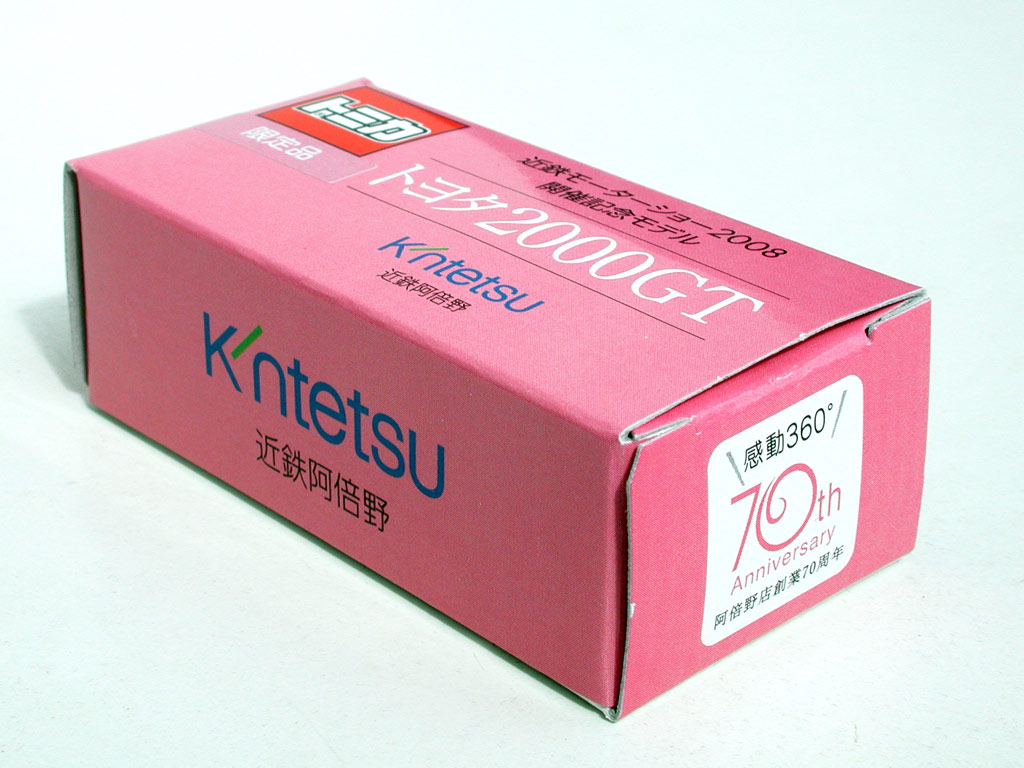 トミカ
限定品
近鉄モーターショー2008
開催記念モデル
トヨタ2000GT
Kintetsu
近鉄阿倍野
Kintetsu
近鉄阿倍野
感動360°
70th
Anniversary
阿倍野店創業70周年